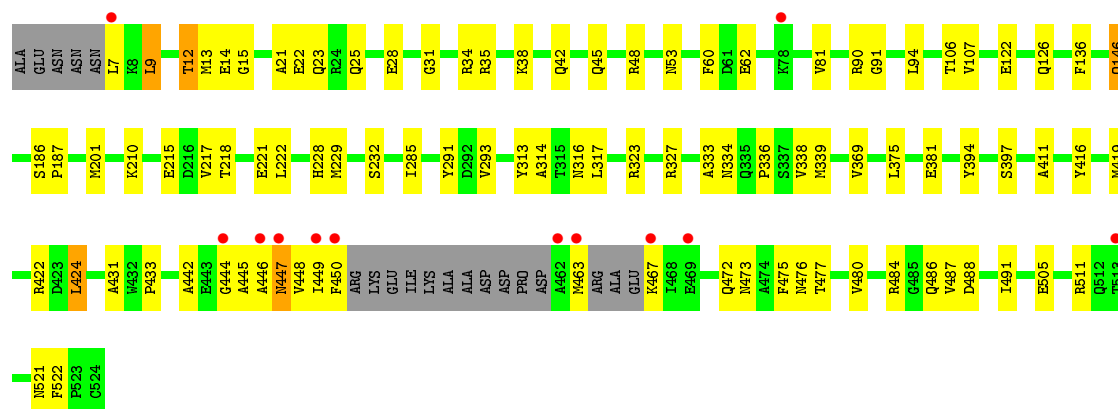 ALA GLU ASN ASN ASN L7 K8 L9 T12 M13 E14 G15 A21 E22 Q23 R24 Q25 E28 G31 R34 R35 K38 Q42 Q45 R48 N53 F60 D61 E62 K78 V81 R90 G91 L94 T106 V107 E122 Q126 F136
S186 P187 M201 K210 E215 D216 V217 T218 E221 L222 H228 M229 S232 I285 Y291 D292 V293 Y313 A314 T315 N316 L317 R323 R327 A333 N334 Q335 P336 S337 V338 M339 V369 L375 E381 Y394 S397 A411 Y416 M419
R422 D423 L424 A431 W432 P433 A442 E443 G444 A445 A446 N447 V448 I449 F450 ARG LYS GLU ILE LYS ALA ALA ASP ASP PRO ASP A462 M463 ARG ALA GLU K467 I468 E469 Q472 N473 A474 F475 N476 T477 V480 R484 G485 Q486 V487 D488 I491 E505 R511 Q512 T513
N521 F522 P523 C524